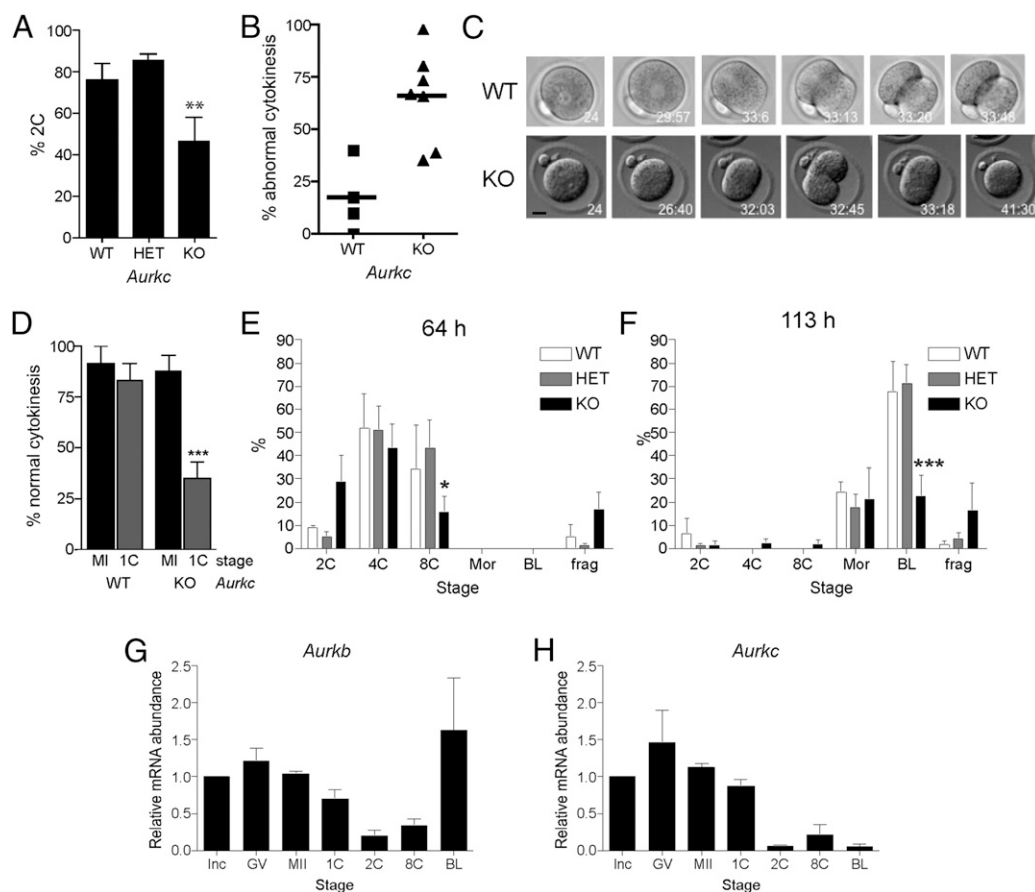 A
% 2C
100
80
60
40
20
0
**
WT HET KO
Aurkc
B
% abnormal cytokinesis
100
75
50
25
0
WT KO
Aurkc
C
WT
24 29:57 33:6 33:13 33:20 33:48
KO
24 26:40 32:03 32:45 33:18 41:30
D
% normal cytokinesis
100
75
50
25
0
***
MI 1C MI 1C stage
WT KO Aurkc
E
64 h
%
90
80
70
60
50
40
30
20
10
0
WT
HET
KO
*
2C 4C 8C Mor BL frag
Stage
F
113 h
%
90
80
70
60
50
40
30
20
10
0
WT
HET
KO
***
2C 4C 8C Mor BL frag
Stage
G
Aurkb
Relative mRNA abundance
2.5
2.0
1.5
1.0
0.5
0.0
Inc GV MII 1C 2C 8C BL
Stage
H
Aurkc
Relative mRNA abundance
2.5
2.0
1.5
1.0
0.5
0.0
Inc GV MII 1C 2C 8C BL
Stage